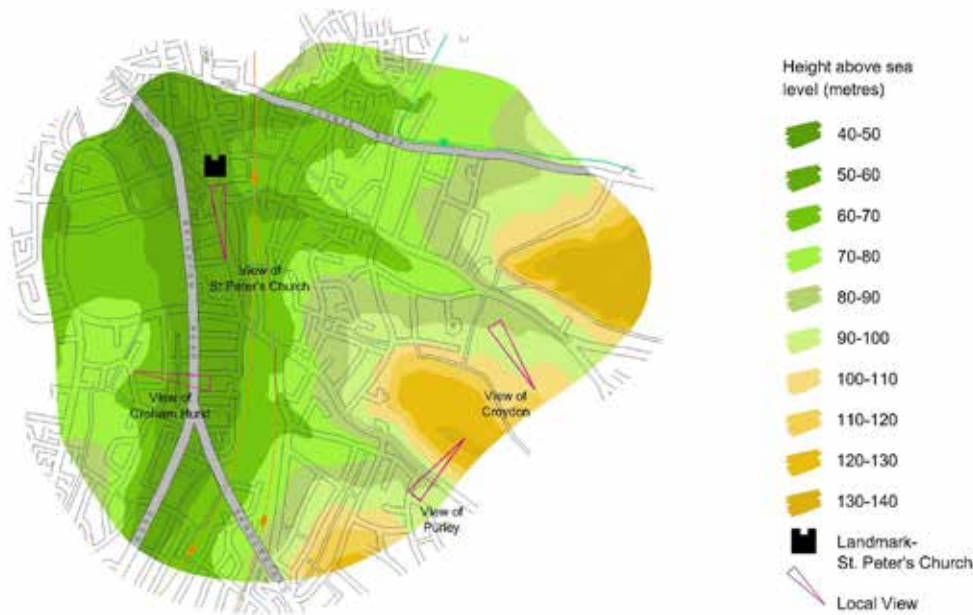 View of
St.Peter's Church
View of
Croham Hurst
View of
Croydon
View of
Purley
Height above sea
level (metres)
40-50
50-60
60-70
70-80
80-90
90-100
100-110
110-120
120-130
130-140
Landmark-
St. Peter's Church
Local View